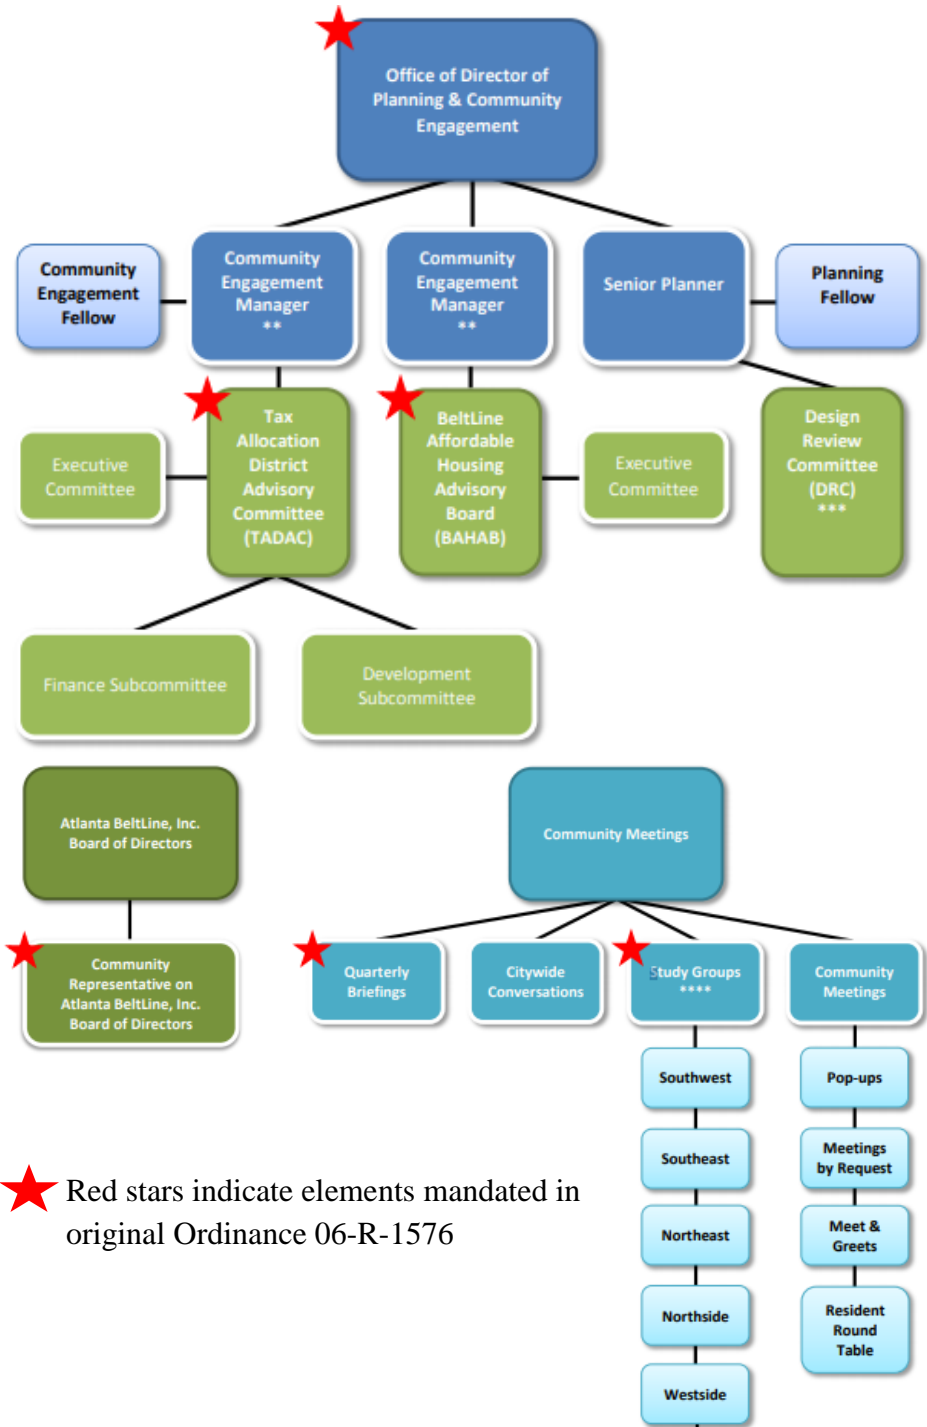 Office of Director of
Planning & Community
Engagement
Community
Engagement
Fellow
Community
Engagement
Manager
**
Community
Engagement
Manager
**
Senior Planner
Planning
Fellow
Executive
Committee
Tax
Allocation
District
Advisory
Committee
(TADAC)
BeltLine
Affordable
Housing
Advisory
Board
(BAHAB)
Executive
Committee
Design
Review
Committee
(DRC)
***
Finance Subcommittee
Development
Subcommittee
Atlanta BeltLine, Inc.
Board of Directors
Community
Representative on
Atlanta BeltLine, Inc.
Board of Directors
Community Meetings
Quarterly
Briefings
Citywide
Conversations
Study Groups
****
Community
Meetings
Southwest
Southeast
Northeast
Northside
Westside
Pop-ups
Meetings
by Request
Meet &
Greets
Resident
Round
Table
Red stars indicate elements mandated in
original Ordinance 06-R-1576